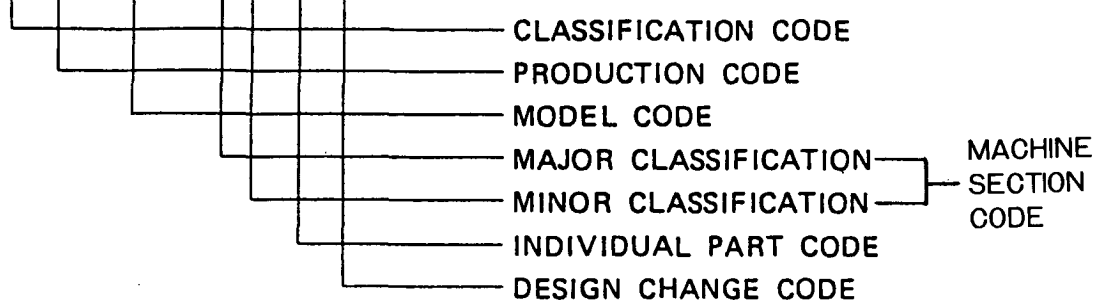 CLASSIFICATION CODE
PRODUCTION CODE
MODEL CODE
MAJOR CLASSIFICATION
MINOR CLASSIFICATION
MACHINE
SECTION
CODE
INDIVIDUAL PART CODE
DESIGN CHANGE CODE